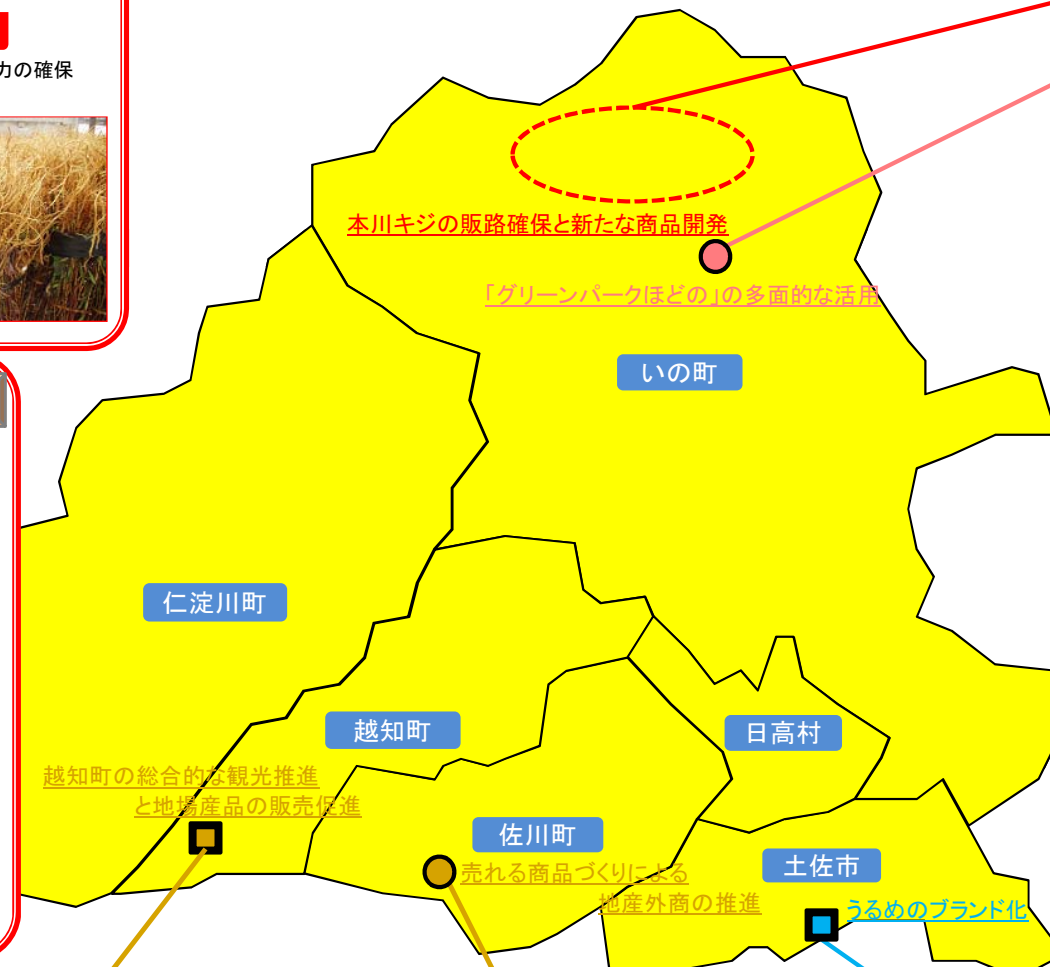 力の確保
本川キジの販路確保と新たな商品開発
「グリーンパークほどの」の多面的な活用
いの町
仁淀川町
越知町
日高村
越知町の総合的な観光推進
と地場産品の販売促進
佐川町
売れる商品づくりによる
地産外商の推進
土佐市
うるめのブランド化